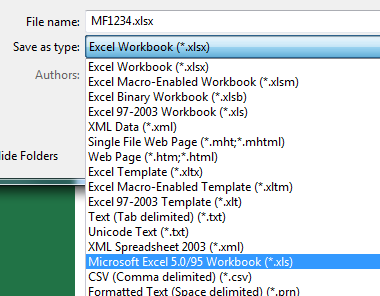 File name: MF1234.xlsx
Save as type: Excel Workbook (*.xlsx)
Authors:
Excel Workbook (*.xlsx)
Excel Macro-Enabled Workbook (*.xlsm)
Excel Binary Workbook (*.xlsb)
Excel 97-2003 Workbook (*.xls)
XML Data (*.xml)
Single File Web Page (*.mht;*.mhtml)
Web Page (*.htm;*.html)
Excel Template (*.xltx)
Excel Macro-Enabled Template (*.xltm)
Excel 97-2003 Template (*.xlt)
Text (Tab delimited) (*.txt)
Unicode Text (*.txt)
XML Spreadsheet 2003 (*.xml)
Microsoft Excel 5.0/95 Workbook (*.xls)
CSV (Comma delimited) (*.csv)
Formatted Text (Space delimited) (*.prn)
lide Folders